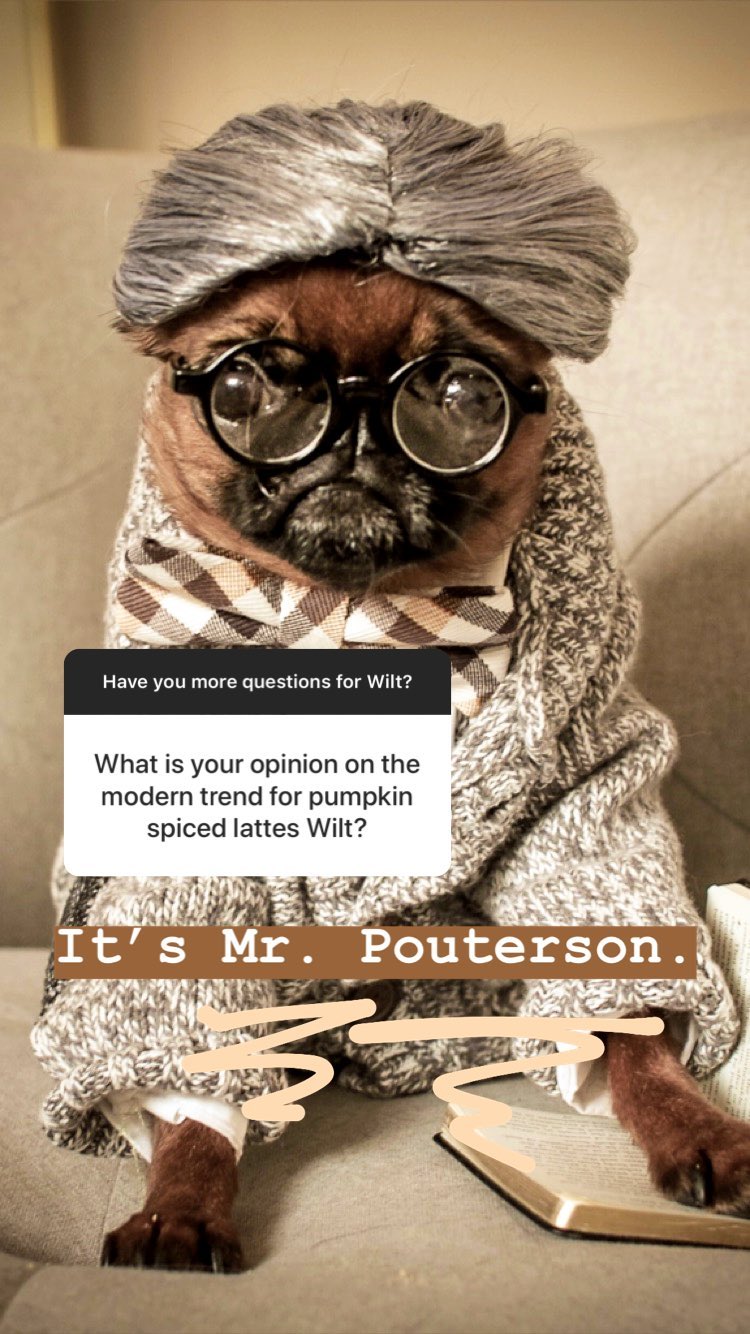 Have you more questions for Wilt?
What is your opinion on the
modern trend for pumpkin
spiced lattes Wilt?
It’s Mr. Pouterson.